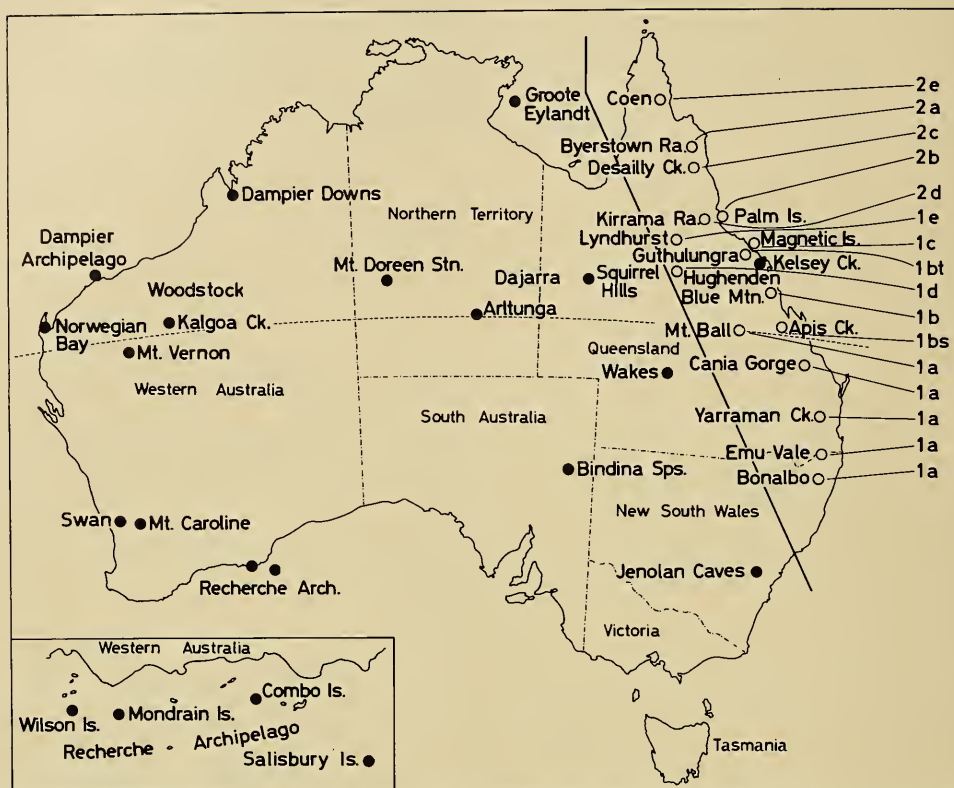 Groote
Eylandt
Coen
2e
2a
Byerstown Ra.
2c
Desailly Ck.
2b
Dampier Downs
Northern Territory
2d
Kirrama Ra.
Palm Is.
1e
Lyndhurst
Magnetic Is.
1c
Dampier
Archipelago
Guthulungra
Kelsey Ck.
1bt
Mt. Doreen Stn.
Dajarra
Squirrel
Hills
Hughenden
1d
Woodstock
Blue Mtn.
1b
Arltunga
Norwegian
Bay
Kalgoa Ck.
Mt. Ball
Apis Ck.
1bs
Mt. Vernon
Queensland
1a
Wakes
Cania Gorge
1a
Western Australia
South Australia
Yarraman Ck.
1a
Emu-Vale
1a
Bindina Sps.
Bonalbo
1a
Swan
Mt. Caroline
New South Wales
Recherche Arch.
Jenolan Caves
Victoria
Western Australia
Combo Is.
Wilson Is.
Mondrain Is.
Recherche Archipelago
Salisbury Is.
Tasmania